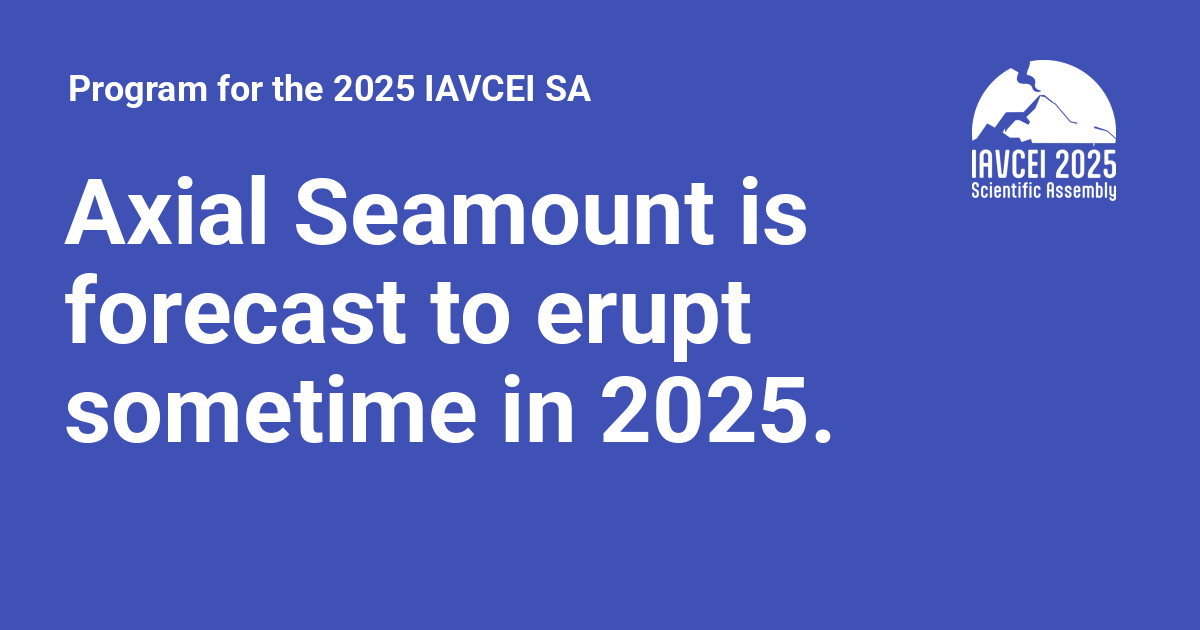 Program for the 2025 IAVCEI SA
IAVCEI 2025
Scientific Assembly
Axial Seamount is
forecast to erupt
sometime in 2025.